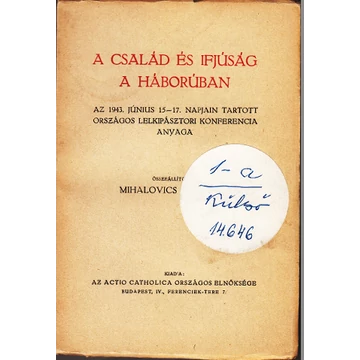 A CSALÁD ÉS IFJÚSÁG
A HÁBORÚBAN
AZ 1943. JÚNIUS 15—17. NAPJAIN TARTOTT
ORSZÁGOS LELKIPÁSZTORI KONFERENCIA
ANYAGA
MIHALOVICS
1-a
Külső
14.646
KIADJA:
AZ ACTIO CATHOLICA ORSZÁGOS ELNÖKSÉGE
BUDAPEST, IV., FERENCIEK-TERE 7.